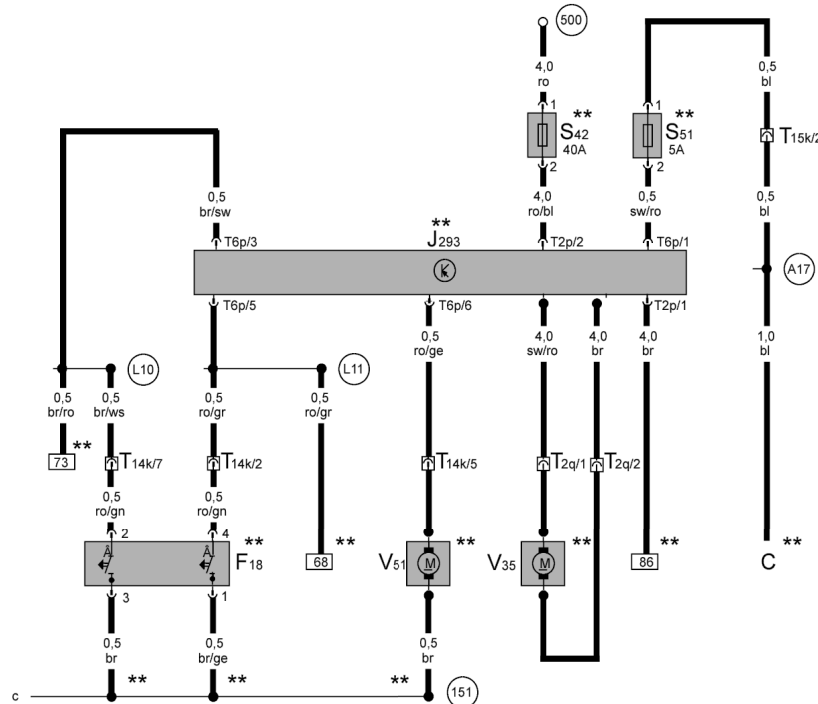 500
4,0
ro
0,5
bl
1
1
**
**
S42
S51
40A
5A
T15k/2
2
2
0,5
br/sw
4,0
ro/bl
0,5
sw/ro
0,5
bl
**
T6p/3
J293
T2p/2
T6p/1
A17
T6p/5
T6p/6
T2p/1
0,5
ro/ge
4,0
sw/ro
4,0
br
4,0
br
1,0
bl
L10
L11
0,5
br/ro
0,5
br/ws
0,5
ro/gr
0,5
ro/gr
**
73
T14k/7
T14k/2
T14k/5
T2q/1
T2q/2
0,5
ro/gn
0,5
ro/gn
2
4
**
**
**
**
**
**
Å
Å
F18
68
V51
M
V35
M
86
C
3
1
0,5
br
0,5
br/ge
0,5
br
**
**
**
c
151